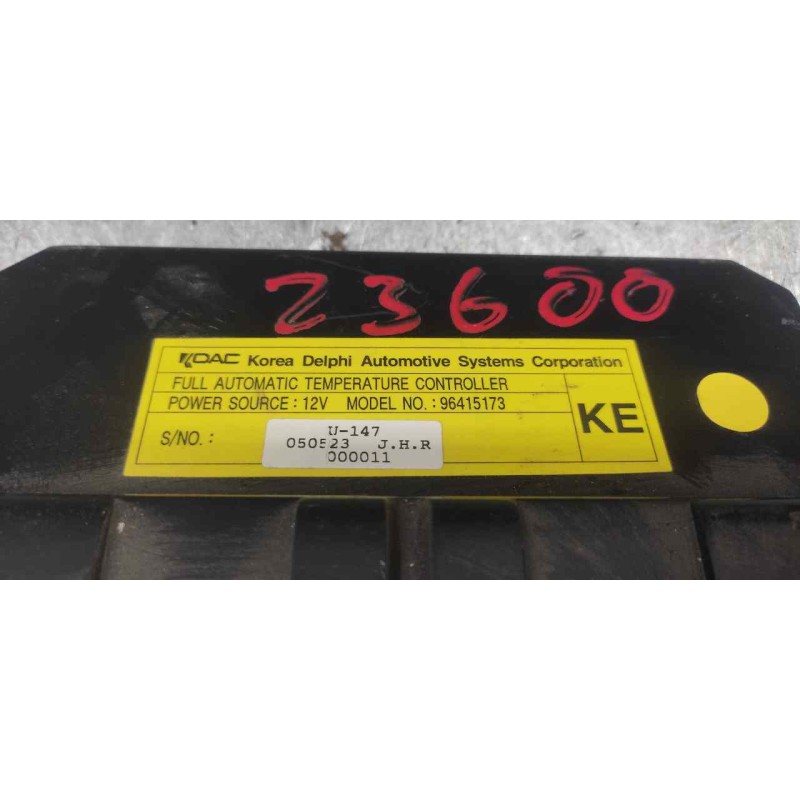 23600
KDAC Korea Delphi Automotive Systems Corporation
FULL AUTOMATIC TEMPERATURE CONTROLLER
POWER SOURCE : 12V MODEL NO. : 96415173
KE
S/NO. :
U-147
050523 J.H.R
000011